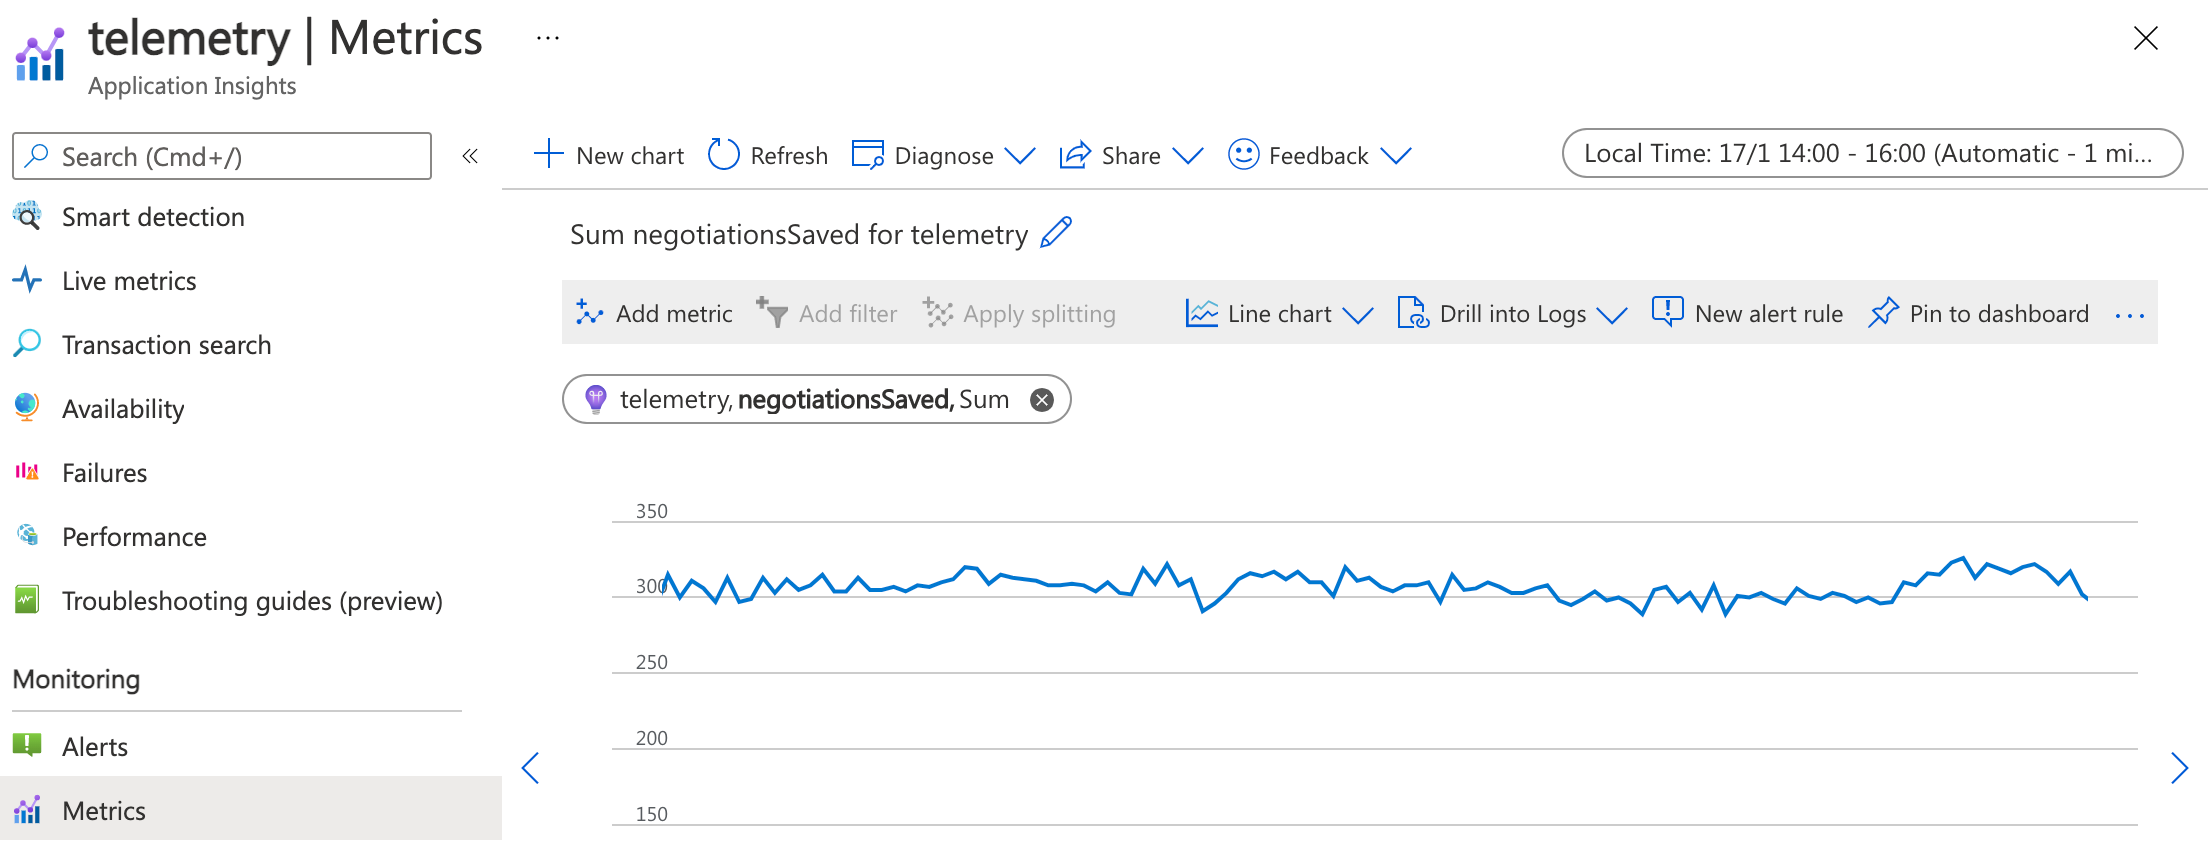 telemetry | Metrics ...
Application Insights
Search (Cmd+/)
«
New chart Refresh Diagnose Share Feedback Local Time: 17/1 14:00 - 16:00 (Automatic - 1 mi...
Smart detection
Live metrics
Transaction search
Availability
Failures
Performance
Troubleshooting guides (preview)
Monitoring
Alerts
Metrics
Sum negotiationsSaved for telemetry
Add metric Add filter Apply splitting Line chart Drill into Logs New alert rule Pin to dashboard ...
telemetry, negotiationsSaved, Sum
350
300
250
200
150